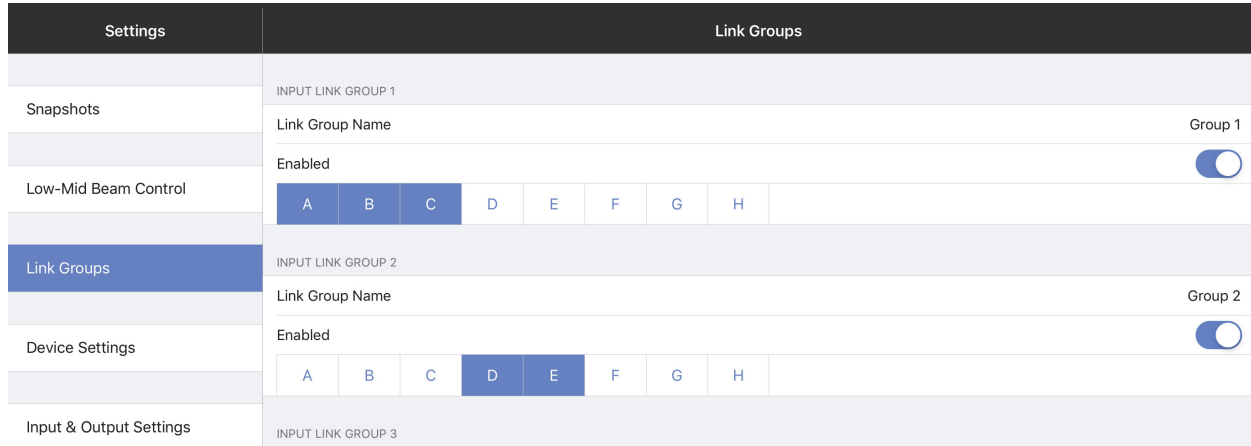 Settings
Link Groups
Snapshots
Low-Mid Beam Control
Link Groups
Device Settings
Input & Output Settings
INPUT LINK GROUP 1
Link Group Name Group 1
Enabled
A B C D E F G H
INPUT LINK GROUP 2
Link Group Name Group 2
Enabled
A B C D E F G H
INPUT LINK GROUP 3